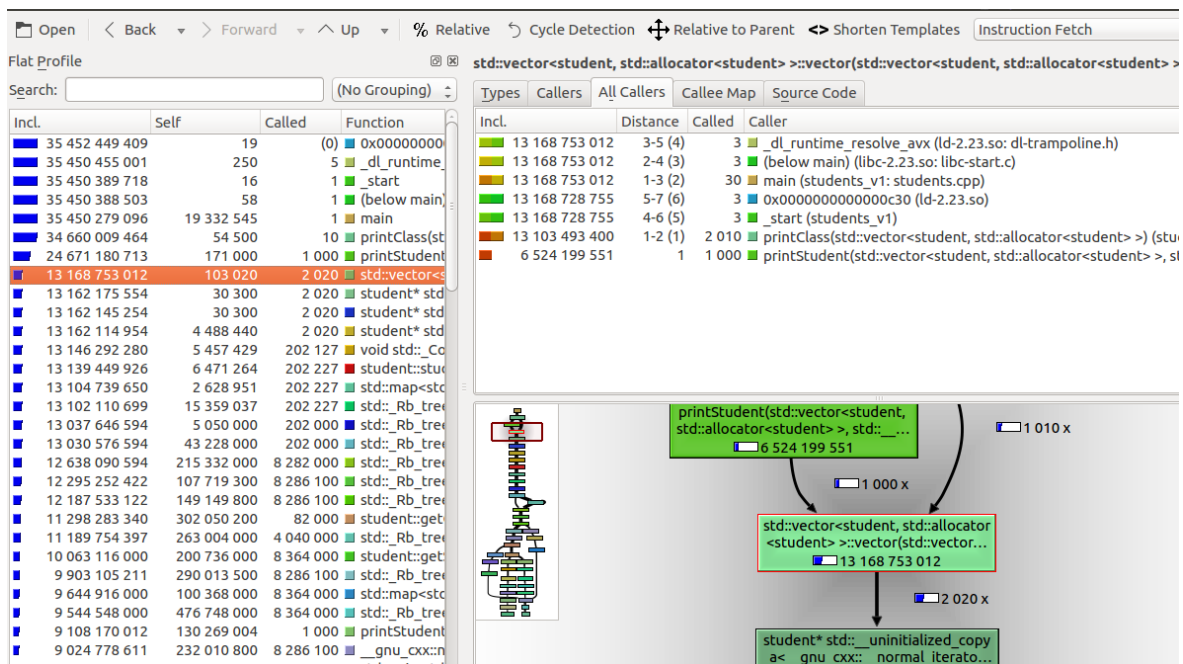 Open Back Forward Up % Relative Cycle Detection Relative to Parent <> Shorten Templates Instruction Fetch
Flat Profile
std::vector<student, std::allocator<student> >::vector(std::vector<student, std::allocator<student> >
Search: (No Grouping)
Types Callers All Callers Callee Map Source Code
Incl. Self Called Function
35 452 449 409 19 (0) 0x00000000
35 450 455 001 250 5 _dl_runtime_
35 450 389 718 16 1 _start
35 450 388 503 58 1 (below main)
35 450 279 096 19 332 545 1 main
34 660 009 464 54 500 10 printClass(st
24 671 180 713 171 000 1 000 printStudent
13 168 753 012 103 020 2 020 std::vector<s
13 162 175 554 30 300 2 020 student* std
13 162 145 254 30 300 2 020 student* std
13 162 114 954 4 488 440 2 020 student* std
13 146 292 280 5 457 429 202 127 void std::_Co
13 139 449 926 6 471 264 202 227 student::stud
13 104 739 650 2 628 951 202 227 std::map<std
13 102 110 699 15 359 037 202 227 std::_Rb_tree
13 037 646 594 5 050 000 202 000 std::_Rb_tree
13 030 576 594 43 228 000 202 000 std::_Rb_tree
12 638 090 594 215 332 000 8 282 000 std::_Rb_tree
12 295 252 422 107 719 300 8 286 100 std::_Rb_tree
12 187 533 122 149 149 800 8 286 100 std::_Rb_tree
11 298 283 340 302 050 200 82 000 student::get
11 189 754 397 263 004 000 4 040 000 std::_Rb_tree
10 063 116 000 200 736 000 8 364 000 student::get
9 903 105 211 290 013 500 8 286 100 std::_Rb_tree
9 644 916 000 100 368 000 8 364 000 std::map<std
9 544 548 000 476 748 000 8 364 000 std::_Rb_tree
9 108 170 012 130 269 004 1 000 printStudent
9 024 778 611 232 010 800 8 286 100 __gnu_cxx::n
Incl. Distance Called Caller
13 168 753 012 3-5 (4) 3 _dl_runtime_resolve_avx (ld-2.23.so: dl-trampoline.h)
13 168 753 012 2-4 (3) 3 (below main) (libc-2.23.so: libc-start.c)
13 168 753 012 1-3 (2) 30 main (students_v1: students.cpp)
13 168 728 755 5-7 (6) 3 0x0000000000000c30 (ld-2.23.so)
13 168 728 755 4-6 (5) 3 _start (students_v1)
13 103 493 400 1-2 (1) 2 010 printClass(std::vector<student, std::allocator<student> >) (stu
6 524 199 551 1 1 000 printStudent(std::vector<student, std::allocator<student> >, st
printStudent(std::vector<student,
std::allocator<student> >, std::__...
6 524 199 551
1 010 x
1 000 x
std::vector<student, std::allocator
<student> >::vector(std::vector...
13 168 753 012
2 020 x
student* std::__uninitialized_copy
a<__gnu_cxx::__normal_iterato...